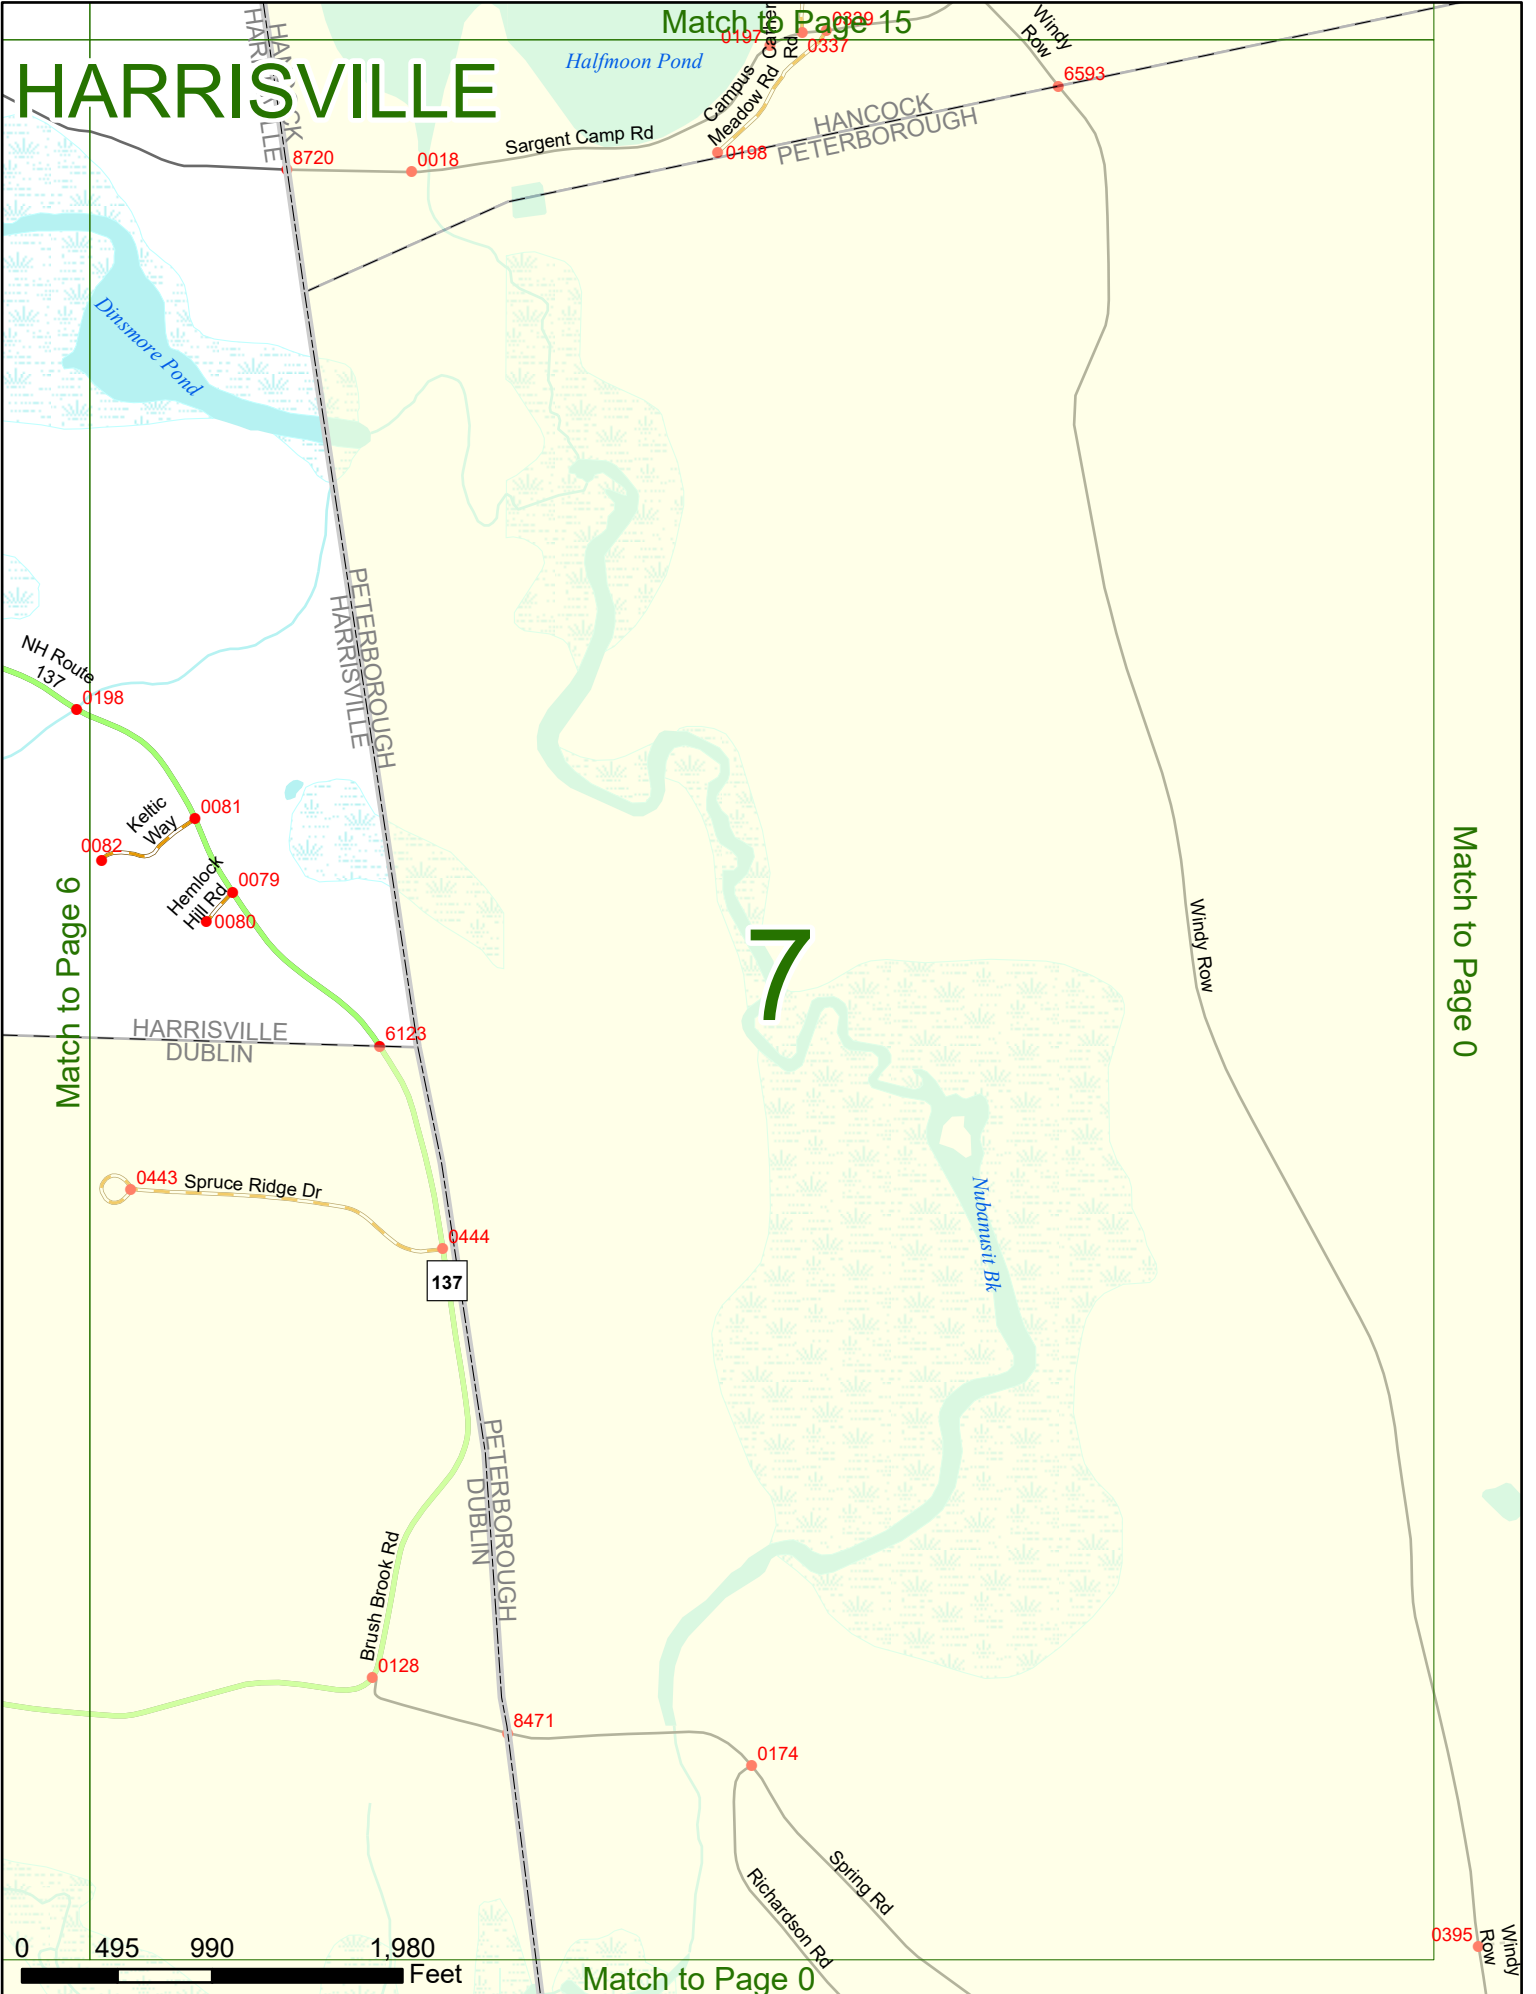 Match to Page 15
HARRISVILLE
Halfmoon Pond
0197
Cather
Rd
0339
0337
Windy
Row
6593
Campus
Meadow Rd
Sargent Camp Rd
HANCOCK
PETERBOROUGH
HANCOCK
HARRISVILLE
8720
0018
0198
Dinsmore Pond
PETERBOROUGH
HARRISVILLE
NH Route
137
0198
0081
Keltic
Way
0082
0079
Hemlock
Hill Rd
0080
Match to Page 6
7
Match to Page 0
Windy Row
HARRISVILLE
DUBLIN
6123
0443
Spruce Ridge Dr
0444
137
Nubanusit Bk
PETERBOROUGH
DUBLIN
Brush Brook Rd
0128
8471
0174
Spring Rd
Richardson Rd
0395
Windy
Row
0
495
990
1,980
Feet
Match to Page 0